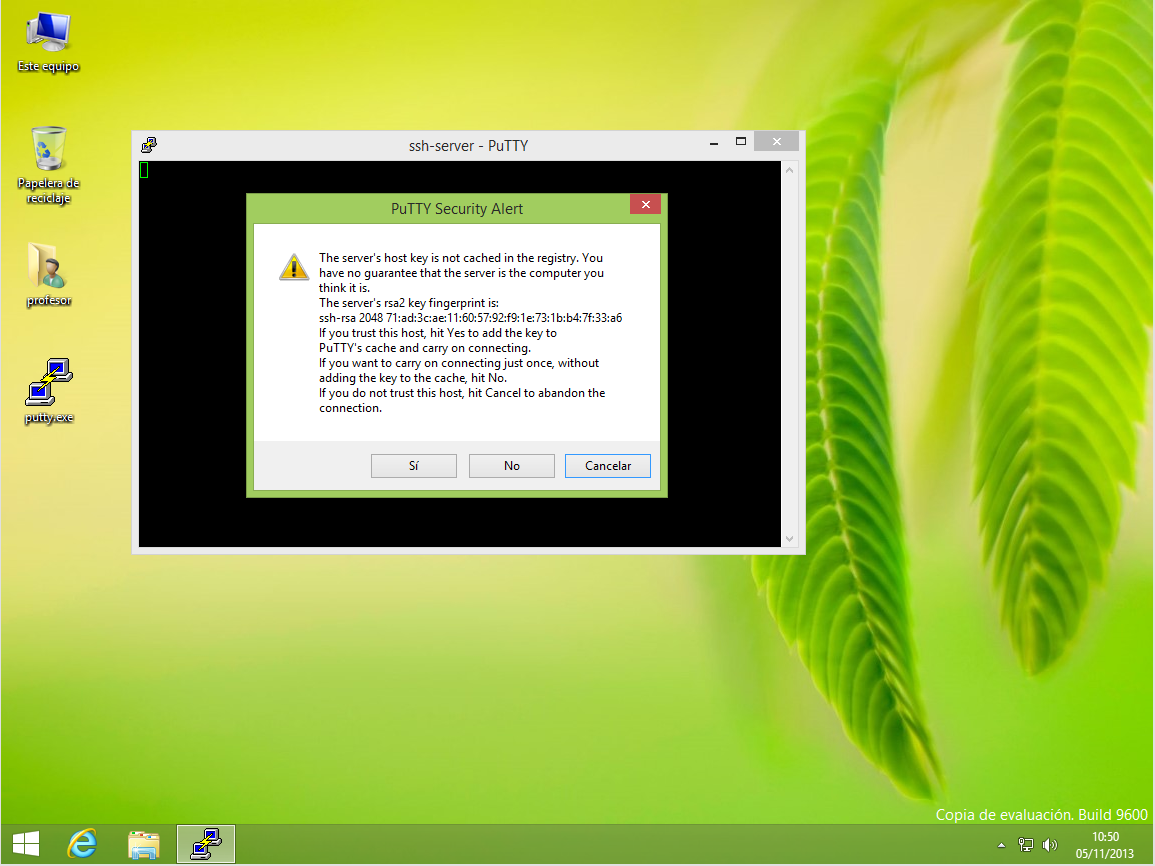 Este equipo
Papelera de
reciclaje
profesor
putty.exe
ssh-server - PuTTY
PuTTY Security Alert
The server's host key is not cached in the registry. You
have no guarantee that the server is the computer you
think it is.
The server's rsa2 key fingerprint is:
ssh-rsa 2048 71:ad:3c:ae:11:60:57:92:f9:1e:73:1b:b4:7f:33:a6
If you trust this host, hit Yes to add the key to
PuTTY's cache and carry on connecting.
If you want to carry on connecting just once, without
adding the key to the cache, hit No.
If you do not trust this host, hit Cancel to abandon the
connection.
Sí
No
Cancelar
Copia de evaluación. Build 9600
10:50
05/11/2013